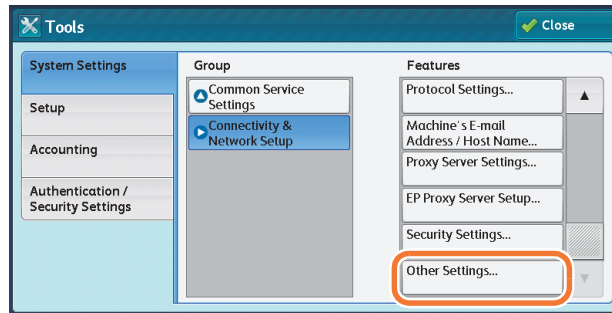 Tools
Close
System Settings
Setup
Accounting
Authentication /
Security Settings
Group
Common Service
Settings
Connectivity &
Network Setup
Features
Protocol Settings...
Machine's E-mail
Address / Host Name...
Proxy Server Settings...
EP Proxy Server Setup...
Security Settings...
Other Settings...